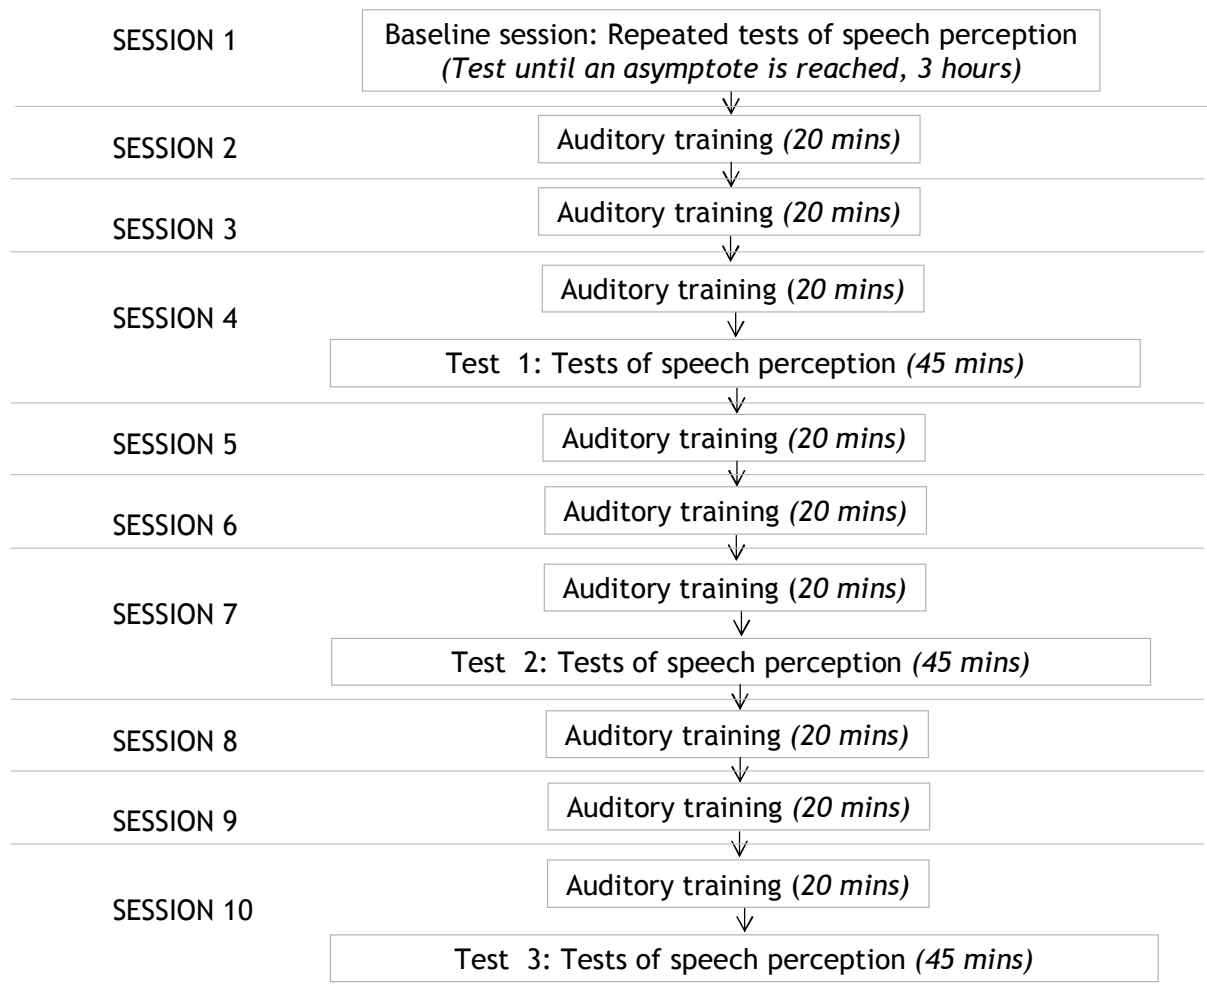 SESSION 1
Baseline session: Repeated tests of speech perception
(Test until an asymptote is reached, 3 hours)
SESSION 2
Auditory training (20 mins)
SESSION 3
Auditory training (20 mins)
SESSION 4
Auditory training (20 mins)
Test 1: Tests of speech perception (45 mins)
SESSION 5
Auditory training (20 mins)
SESSION 6
Auditory training (20 mins)
SESSION 7
Auditory training (20 mins)
Test 2: Tests of speech perception (45 mins)
SESSION 8
Auditory training (20 mins)
SESSION 9
Auditory training (20 mins)
SESSION 10
Auditory training (20 mins)
Test 3: Tests of speech perception (45 mins)